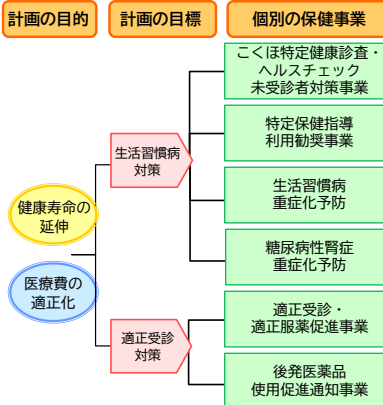 計画の目的
計画の目標
個別の保健事業
健康寿命の
延伸
医療費の
適正化
生活習慣病
対策
適正受診
対策
こくほ特定健康診査・
ヘルスチェック
未受診者対策事業
特定保健指導
利用勧奨事業
生活習慣病
重症化予防
糖尿病性腎症
重症化予防
適正受診・
適正服薬促進事業
後発医薬品
使用促進通知事業